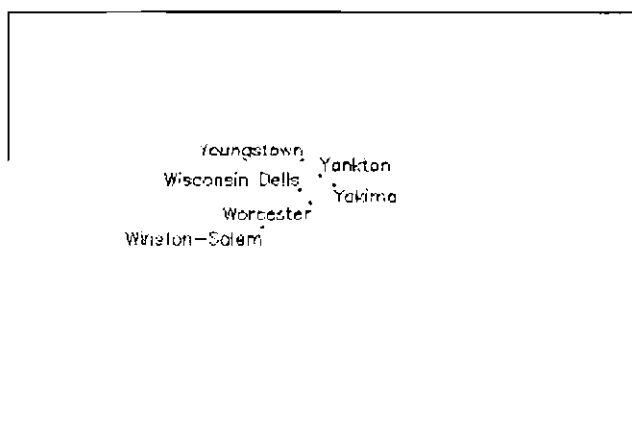 Youngstown
Yankton
Wisconsin Dells
Yakima
Worcester
Winston-Salem